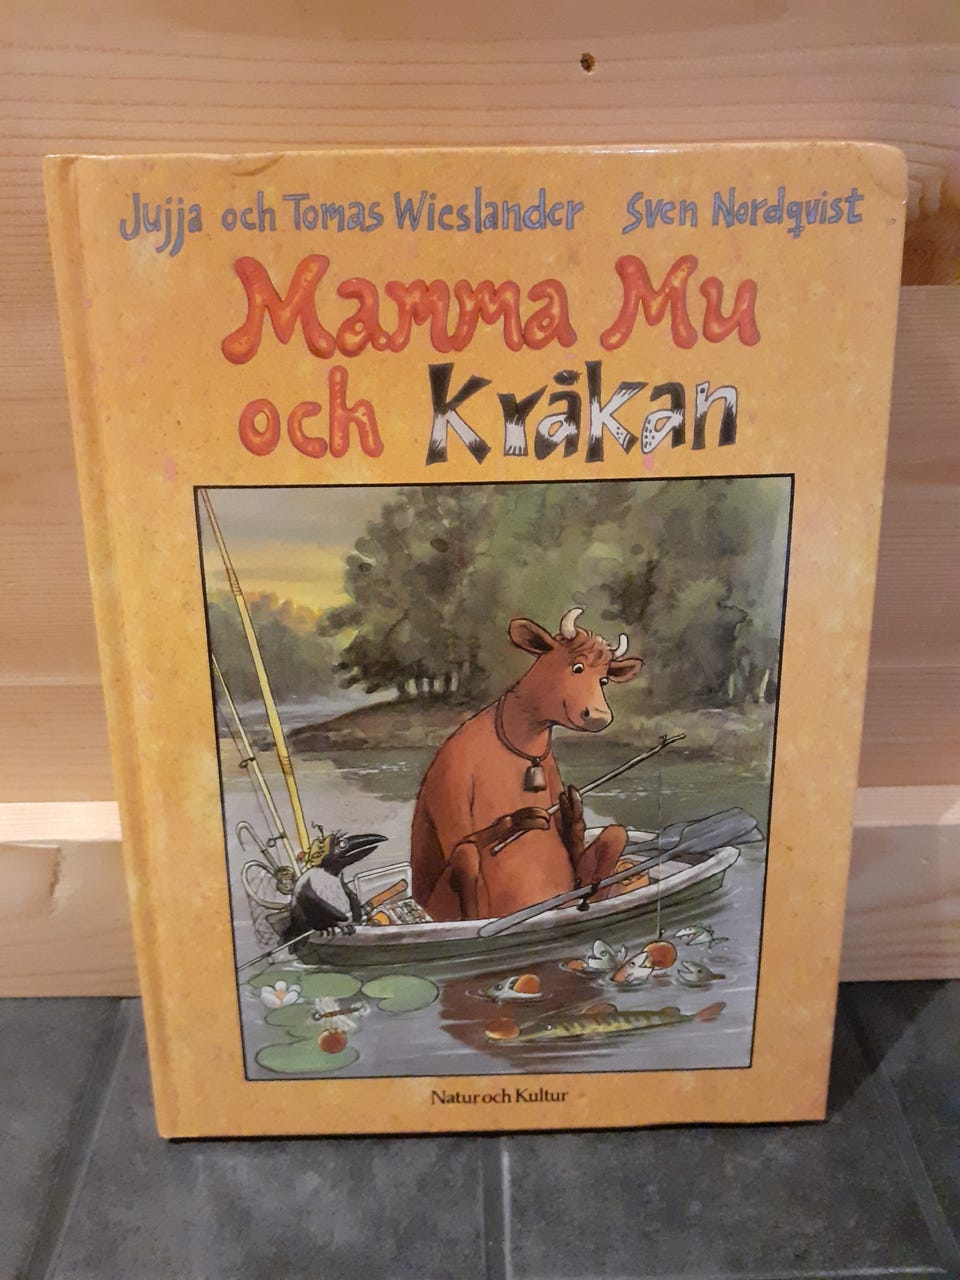 Jujja och Tomas Wieslander Sven Nordqvist
Mamma Mu
och Kråkan
Natur och Kultur